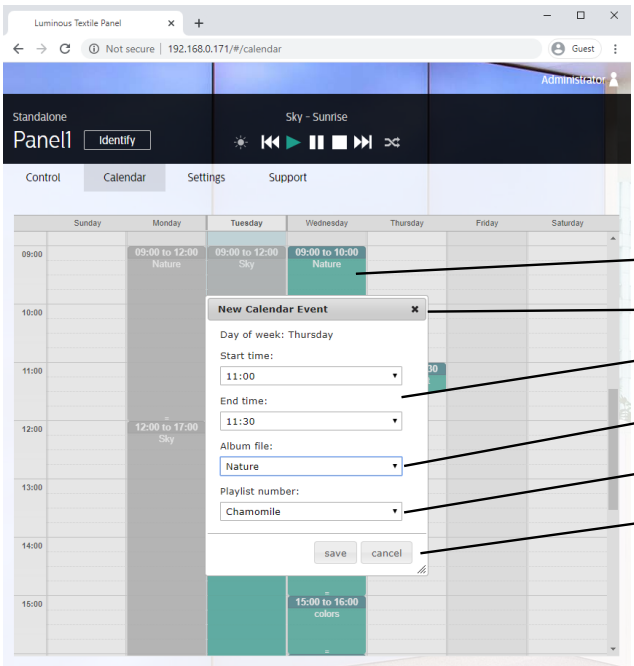 Luminous Textile Panel
Not secure | 192.168.0.171/#/calendar
Guest
Administrator
Standalone
Sky - Sunrise
Panel1
Identify
Control Calendar Settings Support
Sunday Monday Tuesday Wednesday Thursday Friday Saturday
09:00
09:00 to 12:00
Nature
09:00 to 12:00
Sky
09:00 to 10:00
Nature
10:00
11:00
30
12:00
12:00 to 17:00
Sky
13:00
14:00
15:00
15:00 to 16:00
colors
New Calendar Event
Day of week: Thursday
Start time:
11:00
End time:
11:30
Album file:
Nature
Playlist number:
Chamomile
save cancel